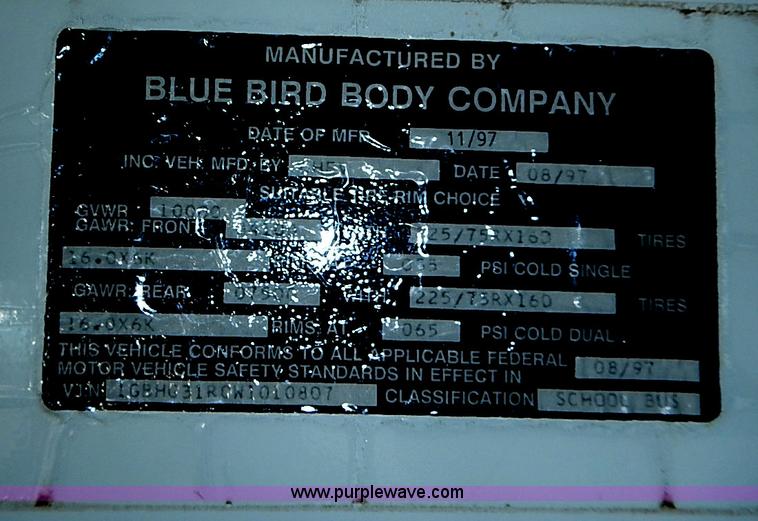 MANUFACTURED BY
BLUE BIRD BODY COMPANY
DATE OF MFR. 11/97
INC. VEH. MFD. BY DATE 08/97
SUITABLE TIRE RIM CHOICE
GVWR
GAWR: FRONT 225/75RX160 TIRES
16.0X6K PSI COLD SINGLE
GAWR: REAR WITH 225/75RX160 TIRES
16.0X6K RIMS, AT 065 PSI COLD DUAL
THIS VEHICLE CONFORMS TO ALL APPLICABLE FEDERAL
MOTOR VEHICLE SAFETY STANDARDS IN EFFECT IN 08/97
VIN CLASSIFICATION SCHOOL BUS
www.purplewave.com